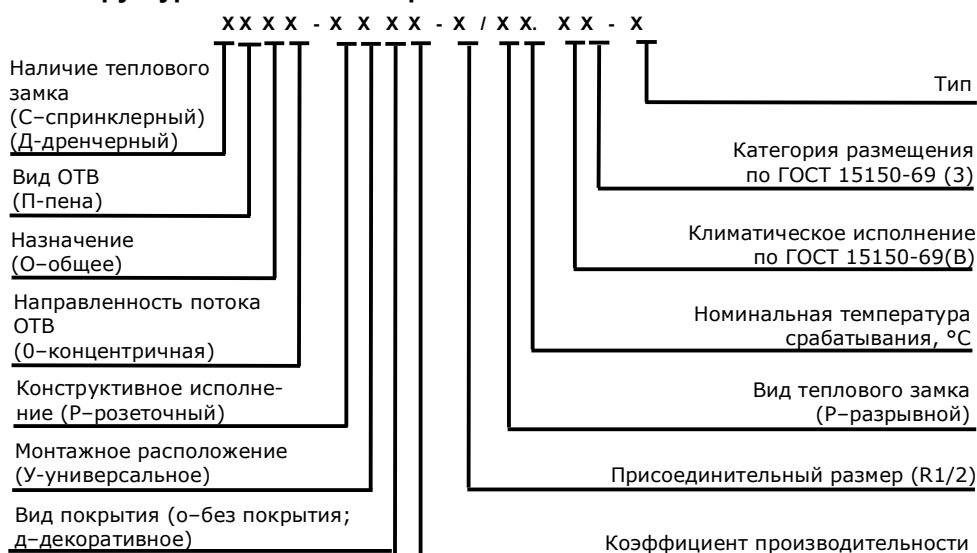 X X X X - X X X X - X / X X. X X - X
Наличие теплового
замка
(С–спринклерный)
(Д-дренчерный)
Вид ОТВ
(П-пена)
Назначение
(О–общее)
Направленность потока
ОТВ
(0–концентричная)
Конструктивное исполне-
ние (Р–розеточный)
Монтажное расположение
(У-универсальное)
Вид покрытия (о–без покрытия;
д–декоративное)
Тип
Категория размещения
по ГОСТ 15150-69 (3)
Климатическое исполнение
по ГОСТ 15150-69(В)
Номинальная температура
срабатывания, °С
Вид теплового замка
(Р–разрывной)
Присоединительный размер (R1/2)
Коэффициент производительности